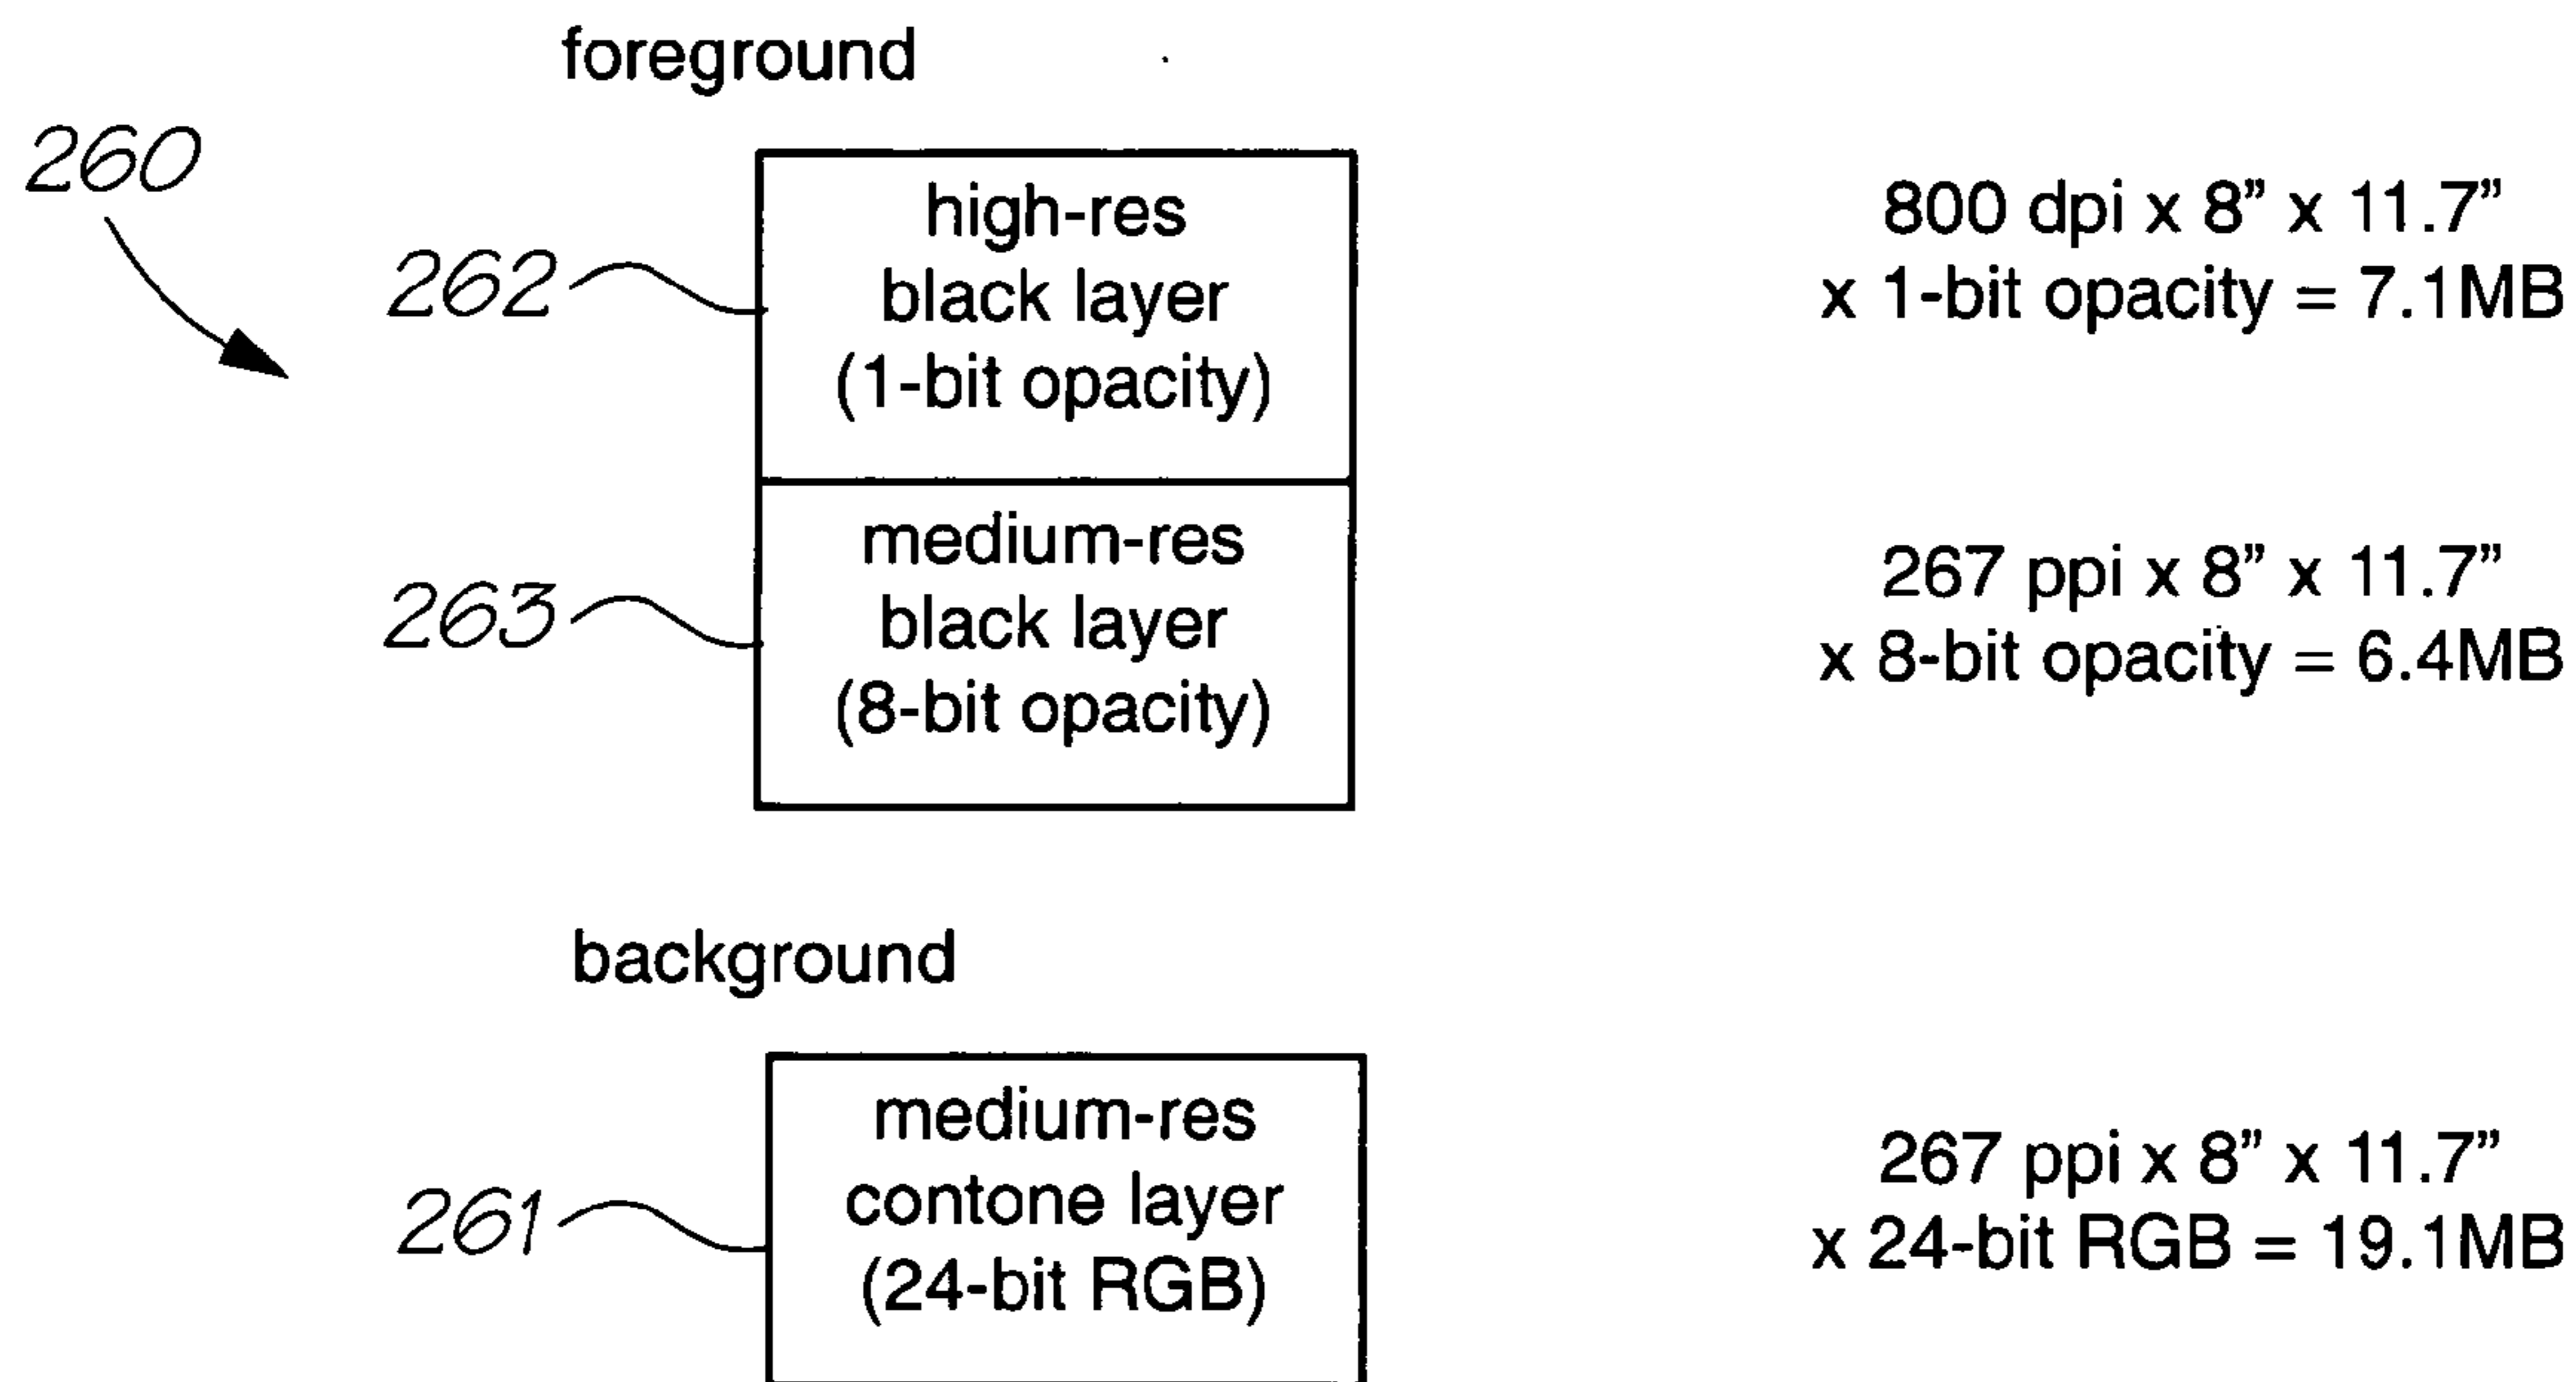 foreground
260
262
high-res
black layer
(1-bit opacity)
800 dpi x 8” x 11.7”
x 1-bit opacity = 7.1MB
263
medium-res
black layer
(8-bit opacity)
267 ppi x 8” x 11.7”
x 8-bit opacity = 6.4MB
background
261
medium-res
contone layer
(24-bit RGB)
267 ppi x 8” x 11.7”
x 24-bit RGB = 19.1MB